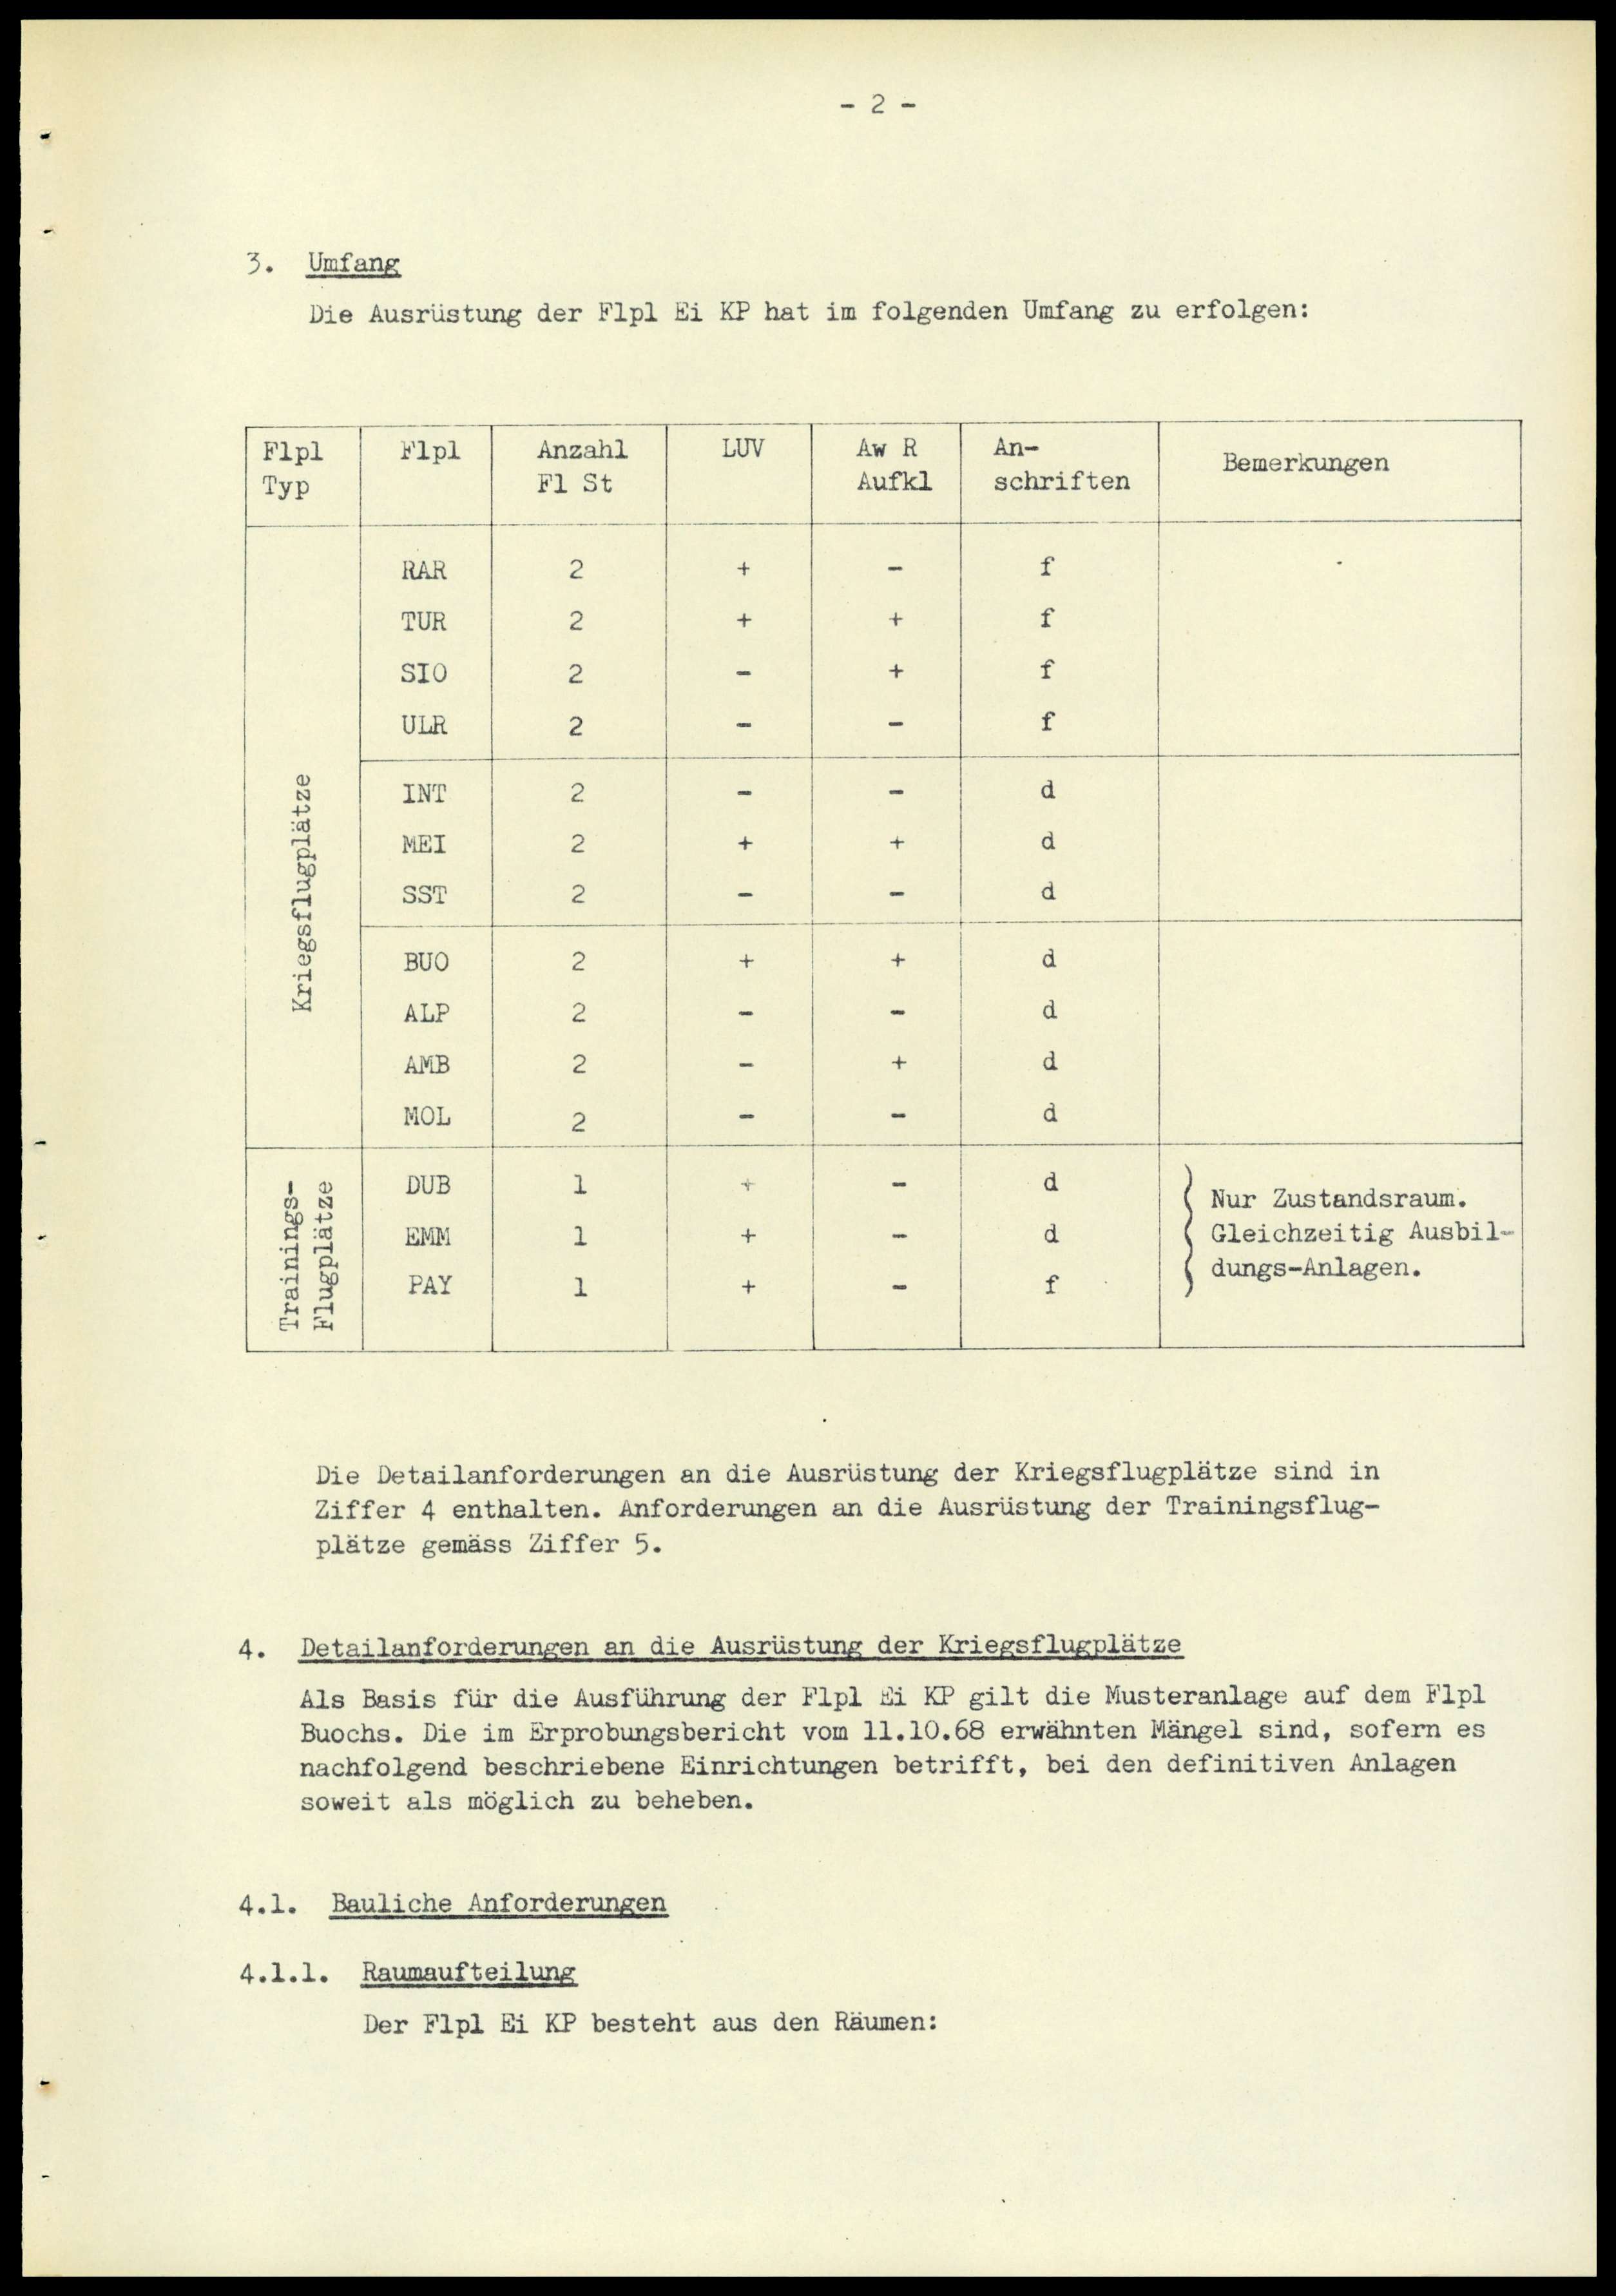 - 2 -
3. Umfang
Die Ausrüstung der Flpl Ei KP hat im folgenden Umfang zu erfolgen:
Flpl Typ Flpl Anzahl Fl St LUV Aw R Aufkl An-schriften Bemerkungen
Kriegsflugplätze
RAR 2 + - f
TUR 2 + + f
SIO 2 - + f
ULR 2 - - f
INT 2 - - d
MEI 2 + + d
SST 2 - - d
BUO 2 + + d
ALP 2 - - d
AMB 2 - + d
MOL 2 - - d
Trainings-
Flugplätze
DUB 1 + - d
EMM 1 + - d
PAY 1 + - f
Nur Zustandsraum.
Gleichzeitig Ausbil-
dungs-Anlagen.
Die Detailanforderungen an die Ausrüstung der Kriegsflugplätze sind in
Ziffer 4 enthalten. Anforderungen an die Ausrüstung der Trainingsflug-
plätze gemäss Ziffer 5.
4. Detailanforderungen an die Ausrüstung der Kriegsflugplätze
Als Basis für die Ausführung der Flpl Ei KP gilt die Musteranlage auf dem Flpl
Buochs. Die im Erprobungsbericht vom 11.10.68 erwähnten Mängel sind, sofern es
nachfolgend beschriebene Einrichtungen betrifft, bei den definitiven Anlagen
soweit als möglich zu beheben.
4.1. Bauliche Anforderungen
4.1.1. Raumaufteilung
Der Flpl Ei KP besteht aus den Räumen: